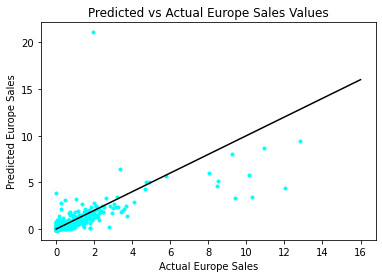 Predicted vs Actual Europe Sales Values
20
15
10
5
0
Predicted Europe Sales
0 2 4 6 8 10 12 14 16
Actual Europe Sales